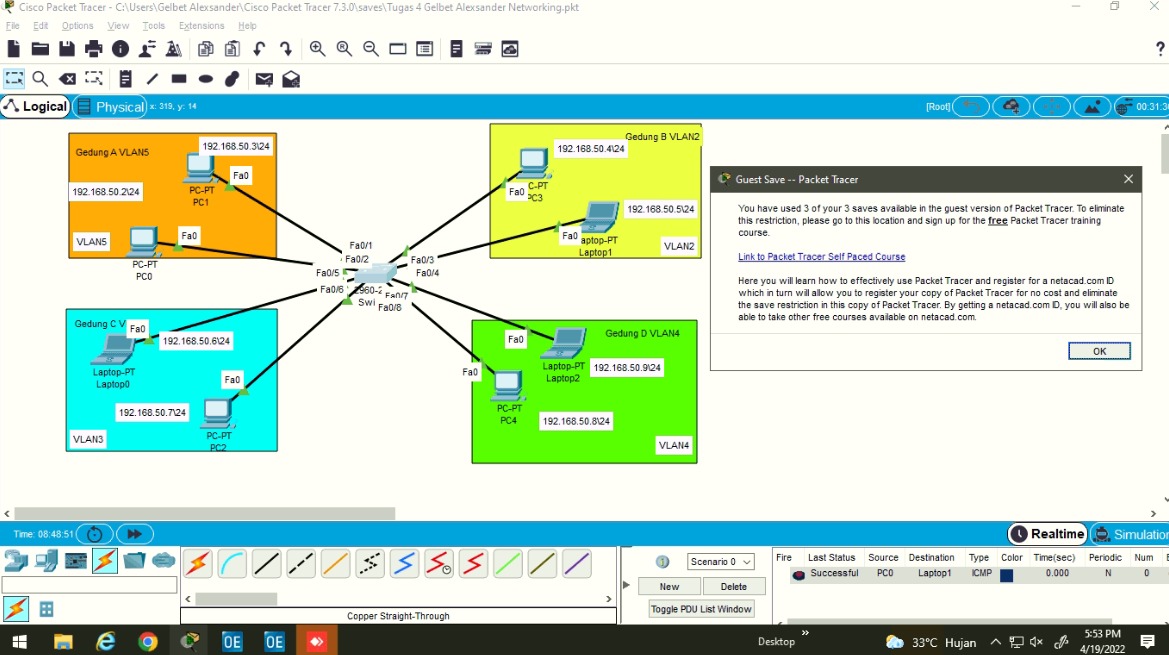 Cisco Packet Tracer - C:\Users\Gelbet Alexsander\Cisco Packet Tracer 7.3.0\saves\Tugas 4 Gelbet Alexsander Networking.pkt
File Edit Options View Tools Extensions Help
?
Logical Physical x: 319, y: 14 [Root] 00:31:3
Gedung A VLAN5
192.168.50.3\24
Fa0
PC-PT
PC1
192.168.50.2\24
VLAN5
Fa0
PC-PT
PC0
Gedung B VLAN2
192.168.50.4\24
Fa0
C-PT
PC3
192.168.50.5\24
Fa0
aptop-PT
Laptop1
VLAN2
Fa0/1
Fa0/2
Fa0/3
Fa0/4
Fa0/5
Fa0/6
2960-2
Swi
Fa0/7
Fa0/8
Gedung C V
Fa0
192.168.50.6\24
Laptop-PT
Laptop0
Fa0
192.168.50.7\24
PC-PT
PC2
VLAN3
Gedung D VLAN4
Fa0
Laptop-PT
Laptop2
192.168.50.9\24
Fa0
PC-PT
PC4
192.168.50.8\24
VLAN4
Guest Save -- Packet Tracer
You have used 3 of your 3 saves available in the guest version of Packet Tracer. To eliminate
this restriction, please go to this location and sign up for the free Packet Tracer training
course.
Link to Packet Tracer Self Paced Course
Here you will learn how to effectively use Packet Tracer and register for a netacad.com ID
which in turn will allow you to register your copy of Packet Tracer for no cost and eliminate
the save restriction in this copy of Packet Tracer. By getting a netacad.com ID, you will also be
able to take other free courses available on netacad.com.
OK
Time: 08:48:51 Realtime Simulation
Scenario 0
New Delete
Toggle PDU List Window
Copper Straight-Through
Fire Last Status Source Destination Type Color Time(sec) Periodic Num
Successful PC0 Laptop1 ICMP 0.000 N 0
OE OE
Desktop
33°C Hujan
5:53 PM
4/19/2022